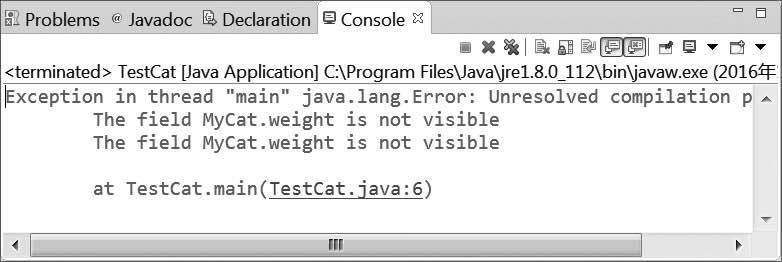 Problems @ Javadoc Declaration Console
<terminated> TestCat [Java Application] C:\Program Files\Java\jre1.8.0_112\bin\javaw.exe (2016年
Exception in thread "main" java.lang.Error: Unresolved compilation p
The field MyCat.weight is not visible
The field MyCat.weight is not visible
at TestCat.main(TestCat.java:6)